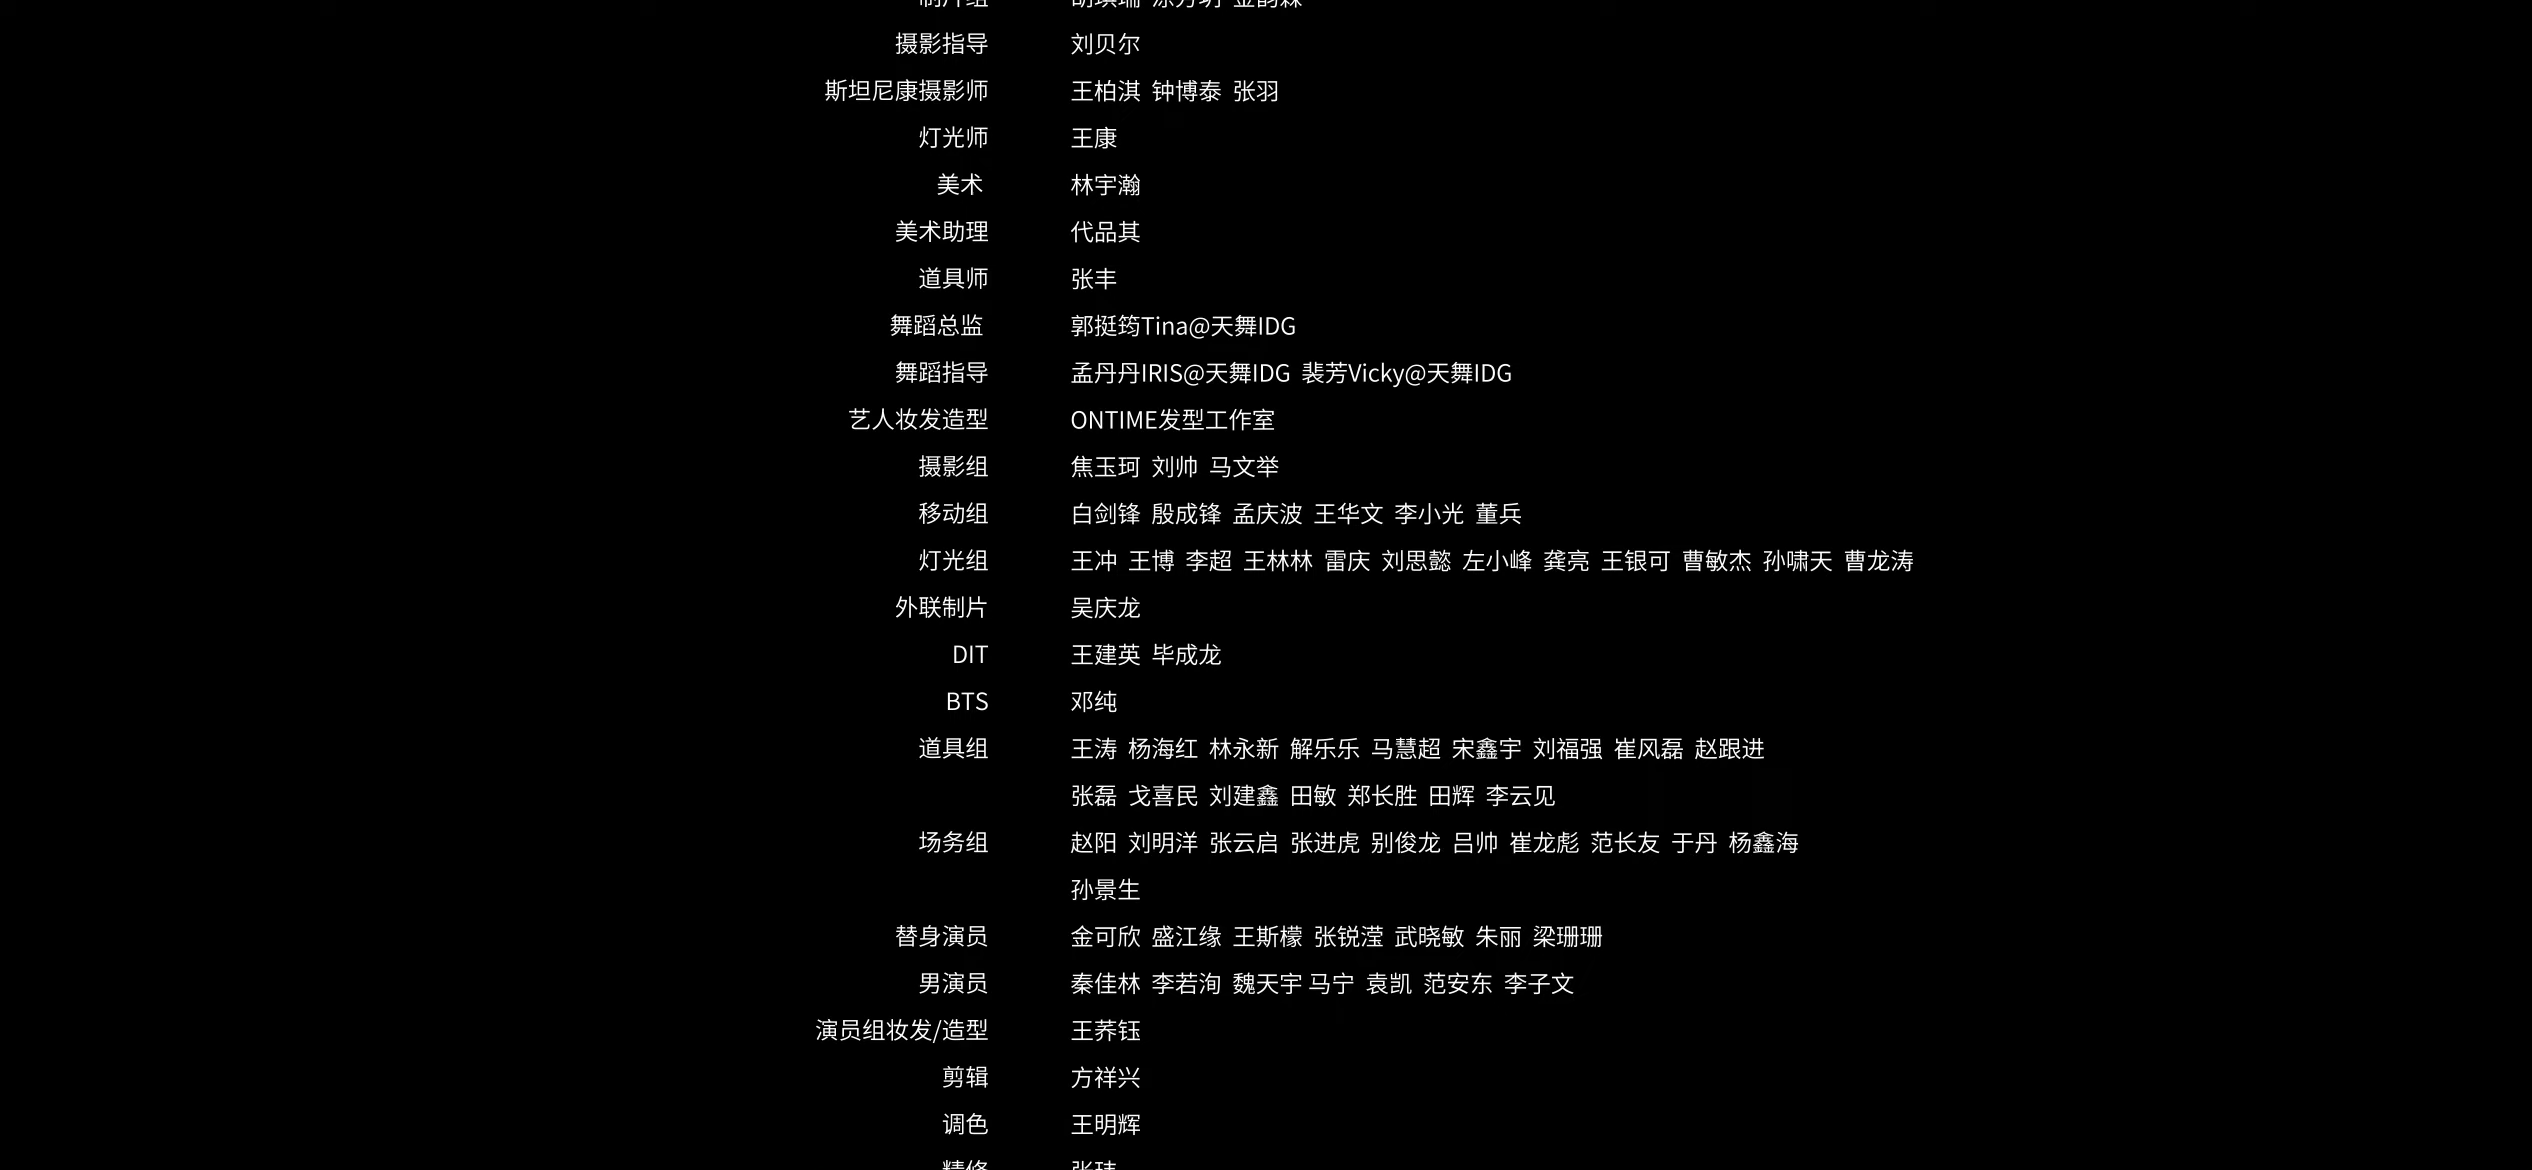 摄影指导 刘贝尔
斯坦尼康摄影师 王柏淇 钟博泰 张羽
灯光师 王康
美术 林宇瀚
美术助理 代品其
道具师 张丰
舞蹈总监 郭挺筠Tina@天舞IDG
舞蹈指导 孟丹丹IRIS@天舞IDG 裴芳Vicky@天舞IDG
艺人妆发造型 ONTIME发型工作室
摄影组 焦玉珂 刘帅 马文举
移动组 白剑锋 殷成锋 孟庆波 王华文 李小光 董兵
灯光组 王冲 王博 李超 王林林 雷庆 刘思懿 左小峰 龚亮 王银可 曹敏杰 孙啸天 曹龙涛
外联制片 吴庆龙
DIT 王建英 毕成龙
BTS 邓纯
道具组 王涛 杨海红 林永新 解乐乐 马慧超 宋鑫宇 刘福强 崔风磊 赵跟进
张磊 戈喜民 刘建鑫 田敏 郑长胜 田辉 李云见
场务组 赵阳 刘明洋 张云启 张进虎 别俊龙 吕帅 崔龙彪 范长友 于丹 杨鑫海
孙景生
替身演员 金可欣 盛江缘 王斯檬 张锐滢 武晓敏 朱丽 梁珊珊
男演员 秦佳林 李若洵 魏天宇 马宁 袁凯 范安东 李子文
演员组妆发/造型 王荞钰
剪辑 方祥兴
调色 王明辉